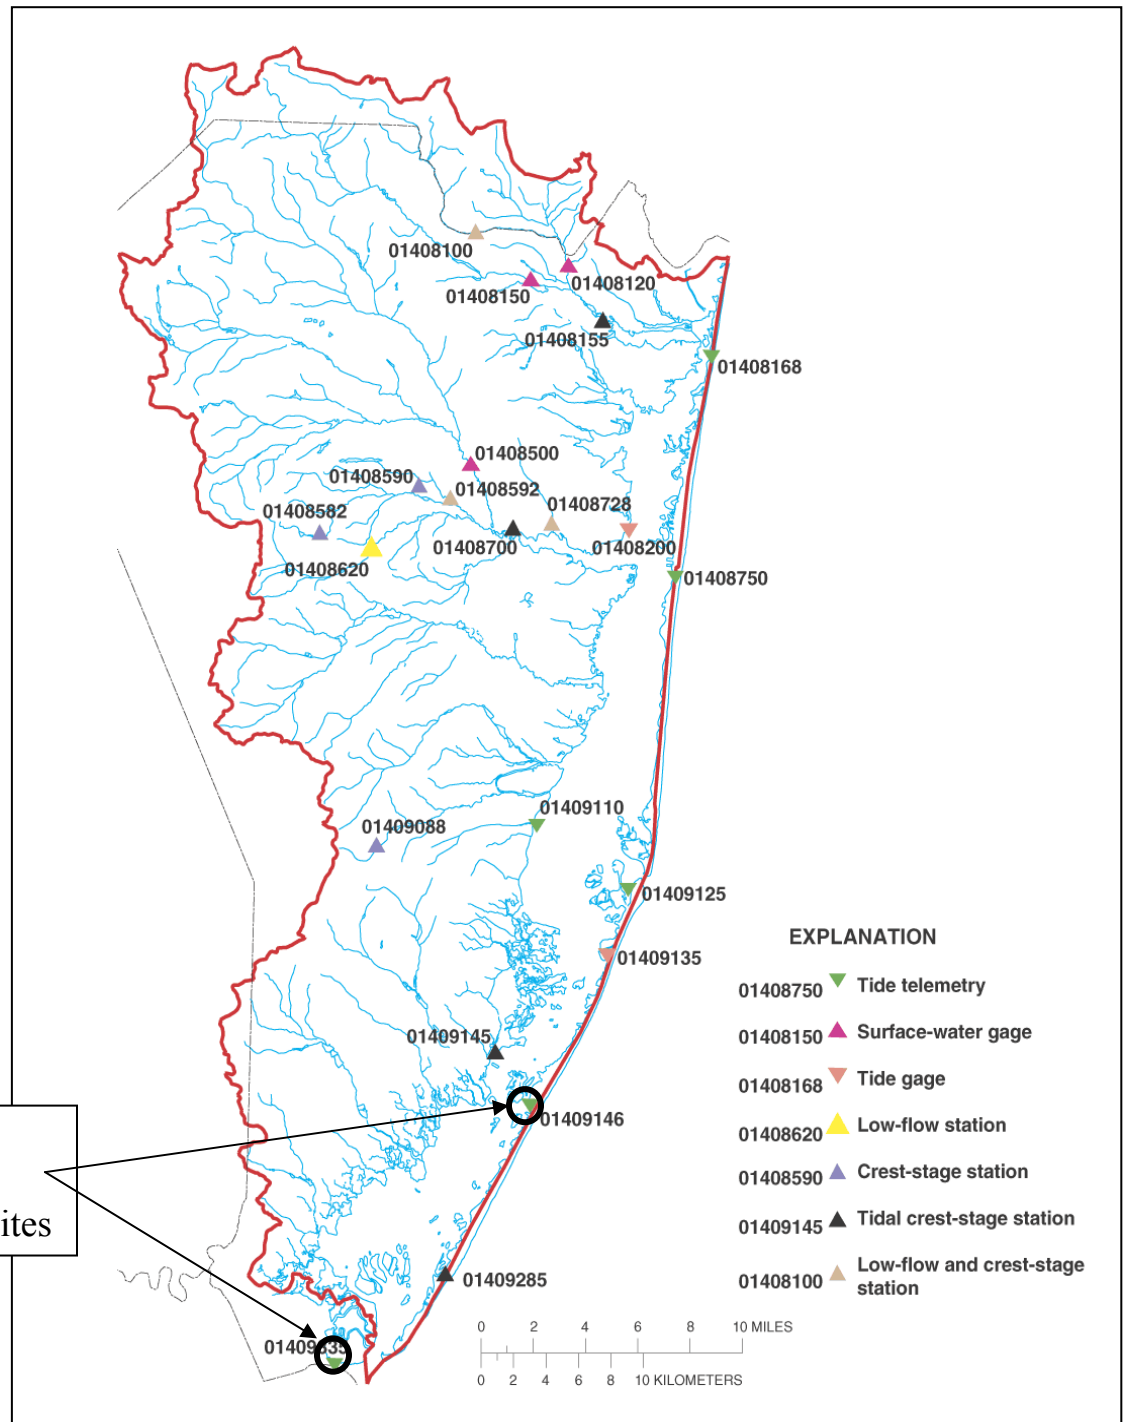 01408100
01408120
01408150
01408155
01408168
01408500
01408590
01408592
01408582
01408728
01408700
01408200
01408620
01408750
01409110
01409088
01409125
01409135
EXPLANATION
01408750 Tide telemetry
01408150 Surface-water gage
01408168 Tide gage
01408620 Low-flow station
01408590 Crest-stage station
01409145 Tidal crest-stage station
01408100 Low-flow and crest-stage
station
01409145
01409146
ites
01409285
0 2 4 6 8 10 MILES
0 2 4 6 8 10 KILOMETERS